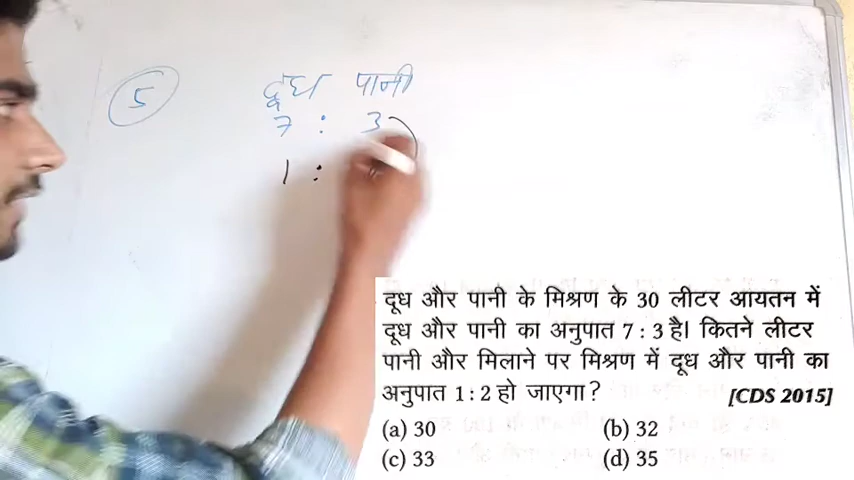 5
दूध पानी
7 : 3
1 :
दूध और पानी के मिश्रण के 30 लीटर आयतन में
दूध और पानी का अनुपात 7 : 3 है। कितने लीटर
पानी और मिलाने पर मिश्रण में दूध और पानी का
अनुपात 1 : 2 हो जाएगा?
[CDS 2015]
(a) 30 (b) 32
(c) 33 (d) 35